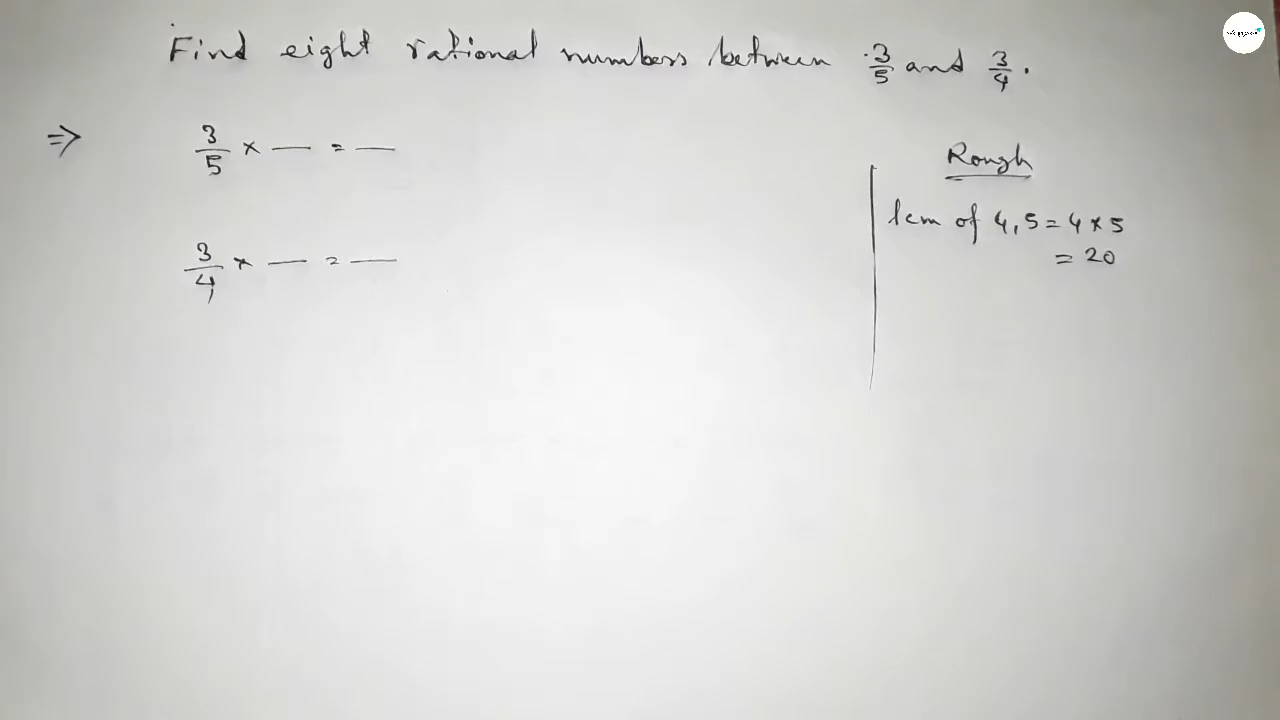 Find eight rational numbers between 3/5 and 3/4.
⇒ 3/5 × — = —
3/4 × — = —
Rough
lcm of 4, 5 = 4 × 5
= 20